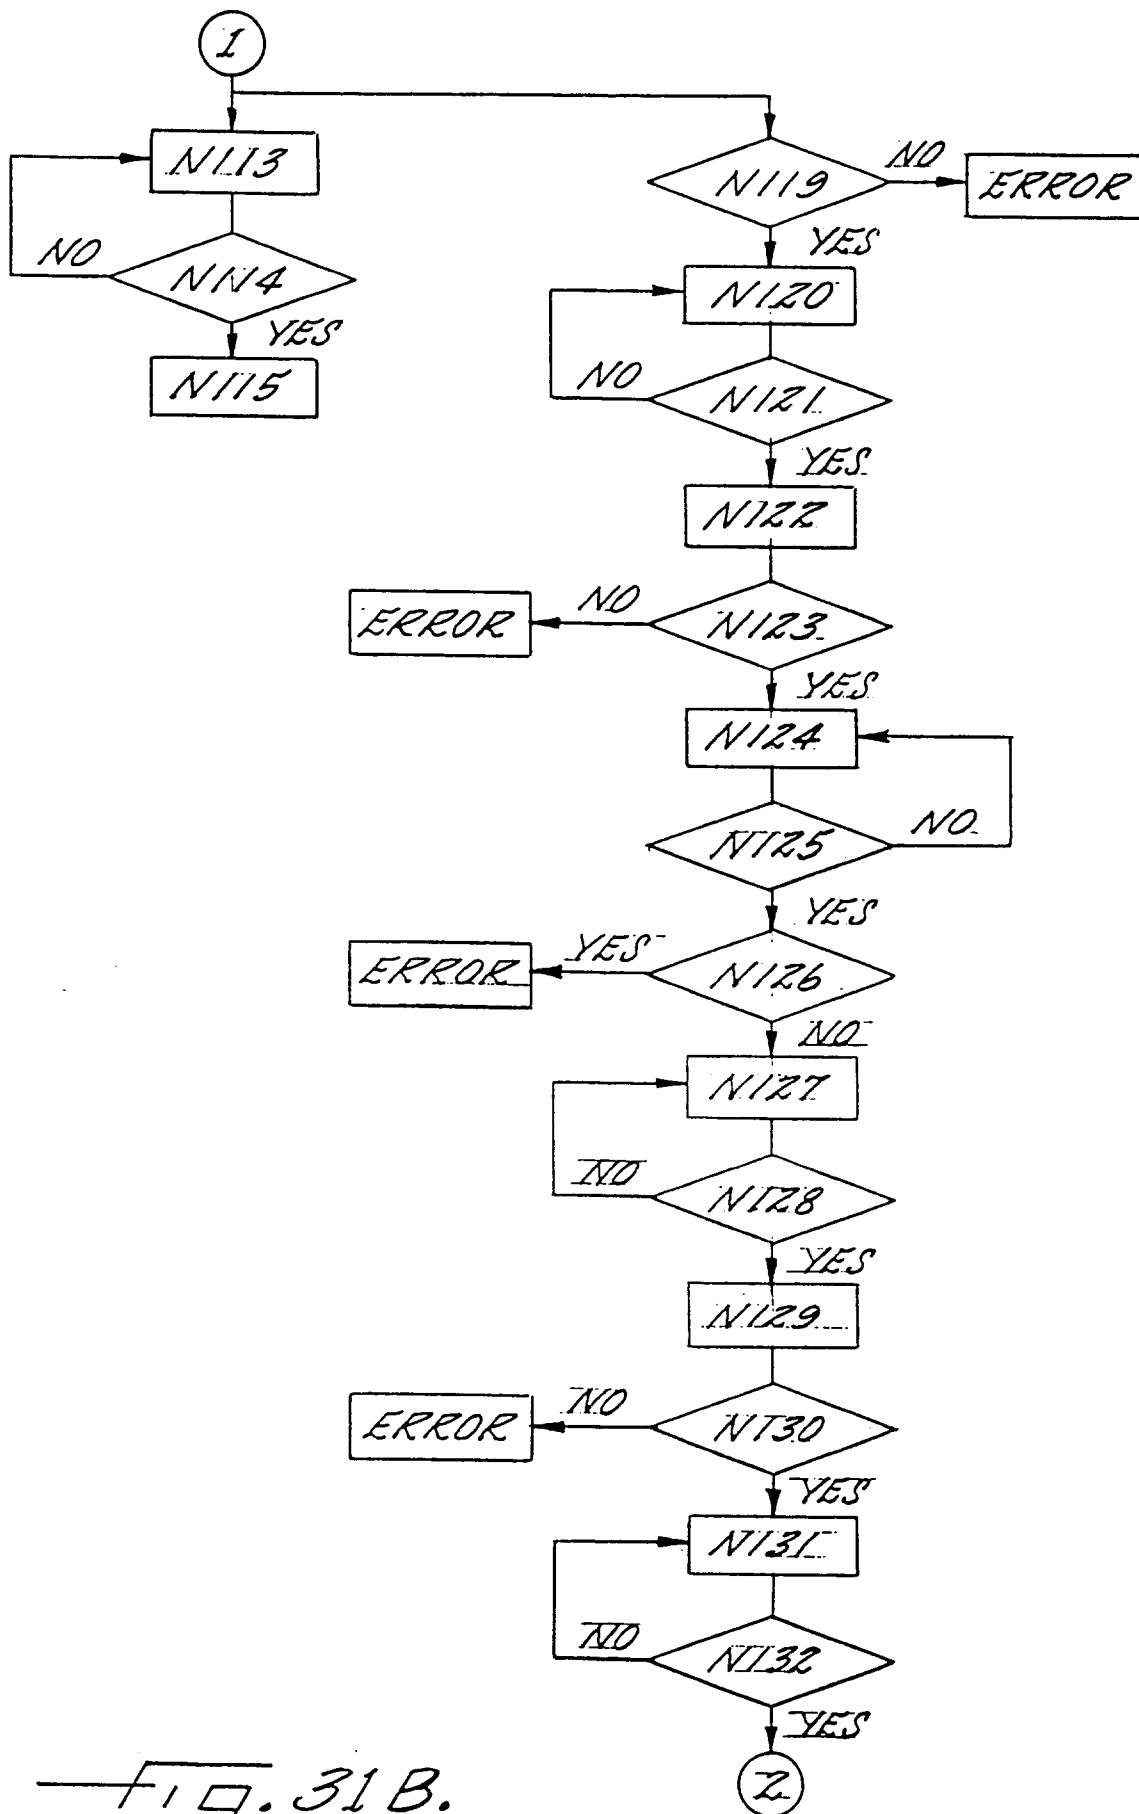 1
N113
NO
N114
YES
N115
N119
NO
ERROR
YES
N120
NO
N121
YES
N122
NO
ERROR
N123
YES
N124
N125
NO
YES
YES
ERROR
N126
NO
N127
NO
N128
YES
N129
NO
ERROR
N130
YES
N131
NO
N132
YES
2
FIG. 31B.